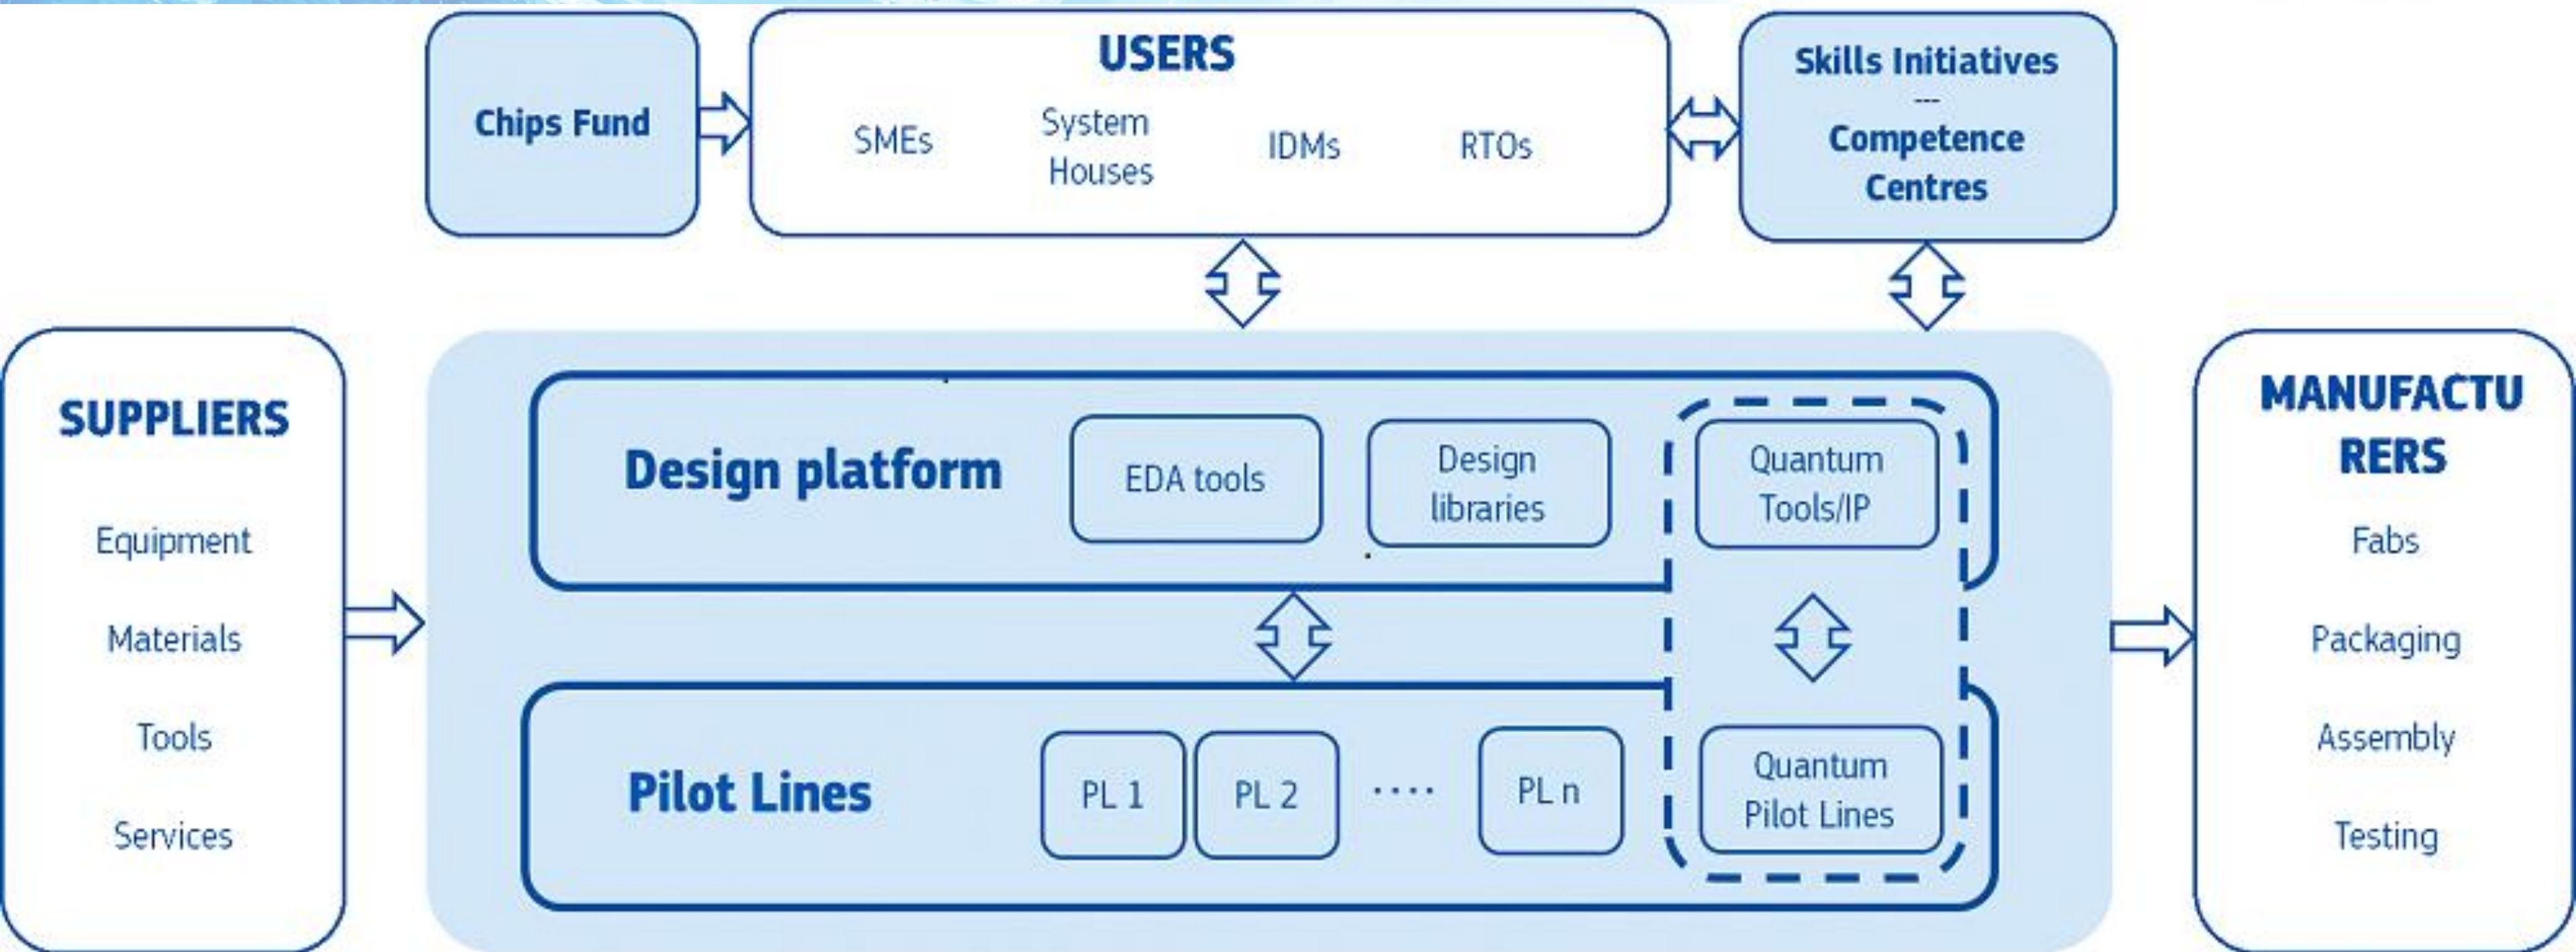 Chips Fund
USERS
SMEs
System
Houses
IDMs
RTOs
Skills Initiatives
---
Competence
Centres
SUPPLIERS
Equipment
Materials
Tools
Services
Design platform
EDA tools
Design
libraries
Quantum
Tools/IP
Pilot Lines
PL 1
PL 2
....
PL n
Quantum
Pilot Lines
MANUFACTU
RERS
Fabs
Packaging
Assembly
Testing